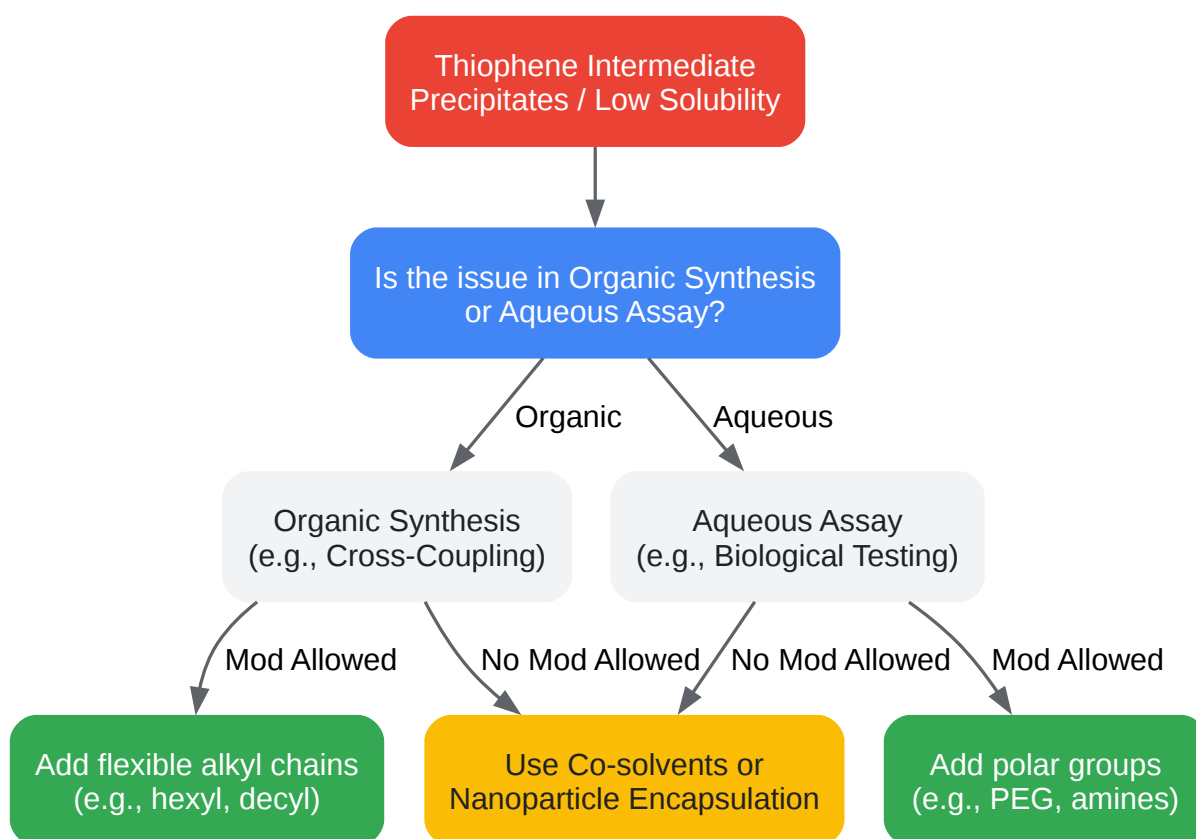 Thiophene Intermediate
Precipitates / Low Solubility
Is the issue in Organic Synthesis
or Aqueous Assay?
Organic
Aqueous
Organic Synthesis
(e.g., Cross-Coupling)
Aqueous Assay
(e.g., Biological Testing)
Mod Allowed
No Mod Allowed
No Mod Allowed
Mod Allowed
Add flexible alkyl chains
(e.g., hexyl, decyl)
Use Co-solvents or
Nanoparticle Encapsulation
Add polar groups
(e.g., PEG, amines)